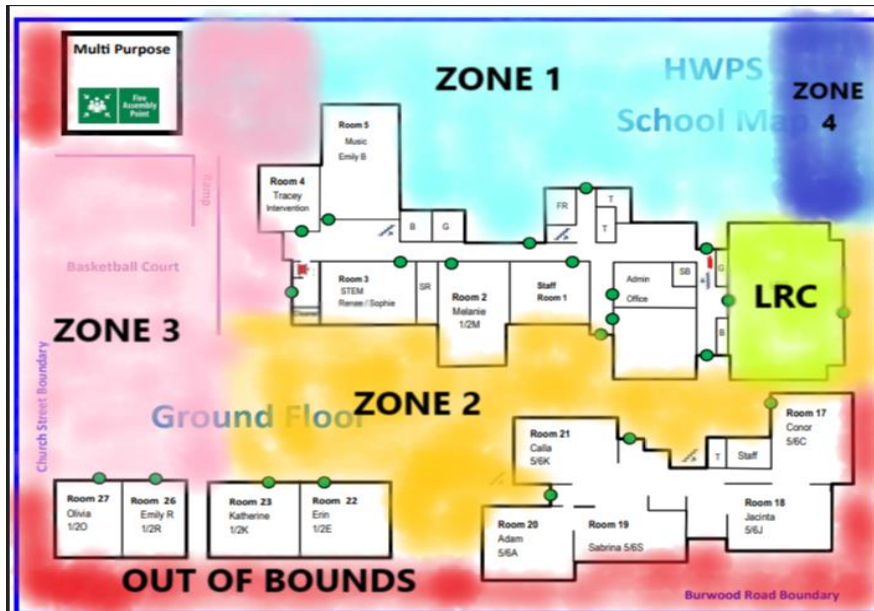 Multi Purpose
Fire
Assembly
Point
ZONE 1
HWPS
School Map
ZONE
4
Room 5
Music
Emily B
Room 4
Tracey
Intervention
Ramp
FR
T
T
B
G
Basketball Court
Room 3
STEM
Renee / Sophie
SR
Room 2
Melanie
1/2M
Staff
Room 1
Admin
Office
SB
G
B
LRC
Cleaner
ZONE 3
Church Street Boundary
ZONE 2
Ground Floor
Room 21
Calla
5/6K
T
Staff
Room 17
Conor
5/6C
Room 27
Olivia
1/2O
Room 26
Emily R
1/2R
Room 23
Katherine
1/2K
Room 22
Erin
1/2E
Room 20
Adam
5/6A
Room 19
Sabrina 5/6S
Room 18
Jacinta
5/6J
OUT OF BOUNDS
Burwood Road Boundary